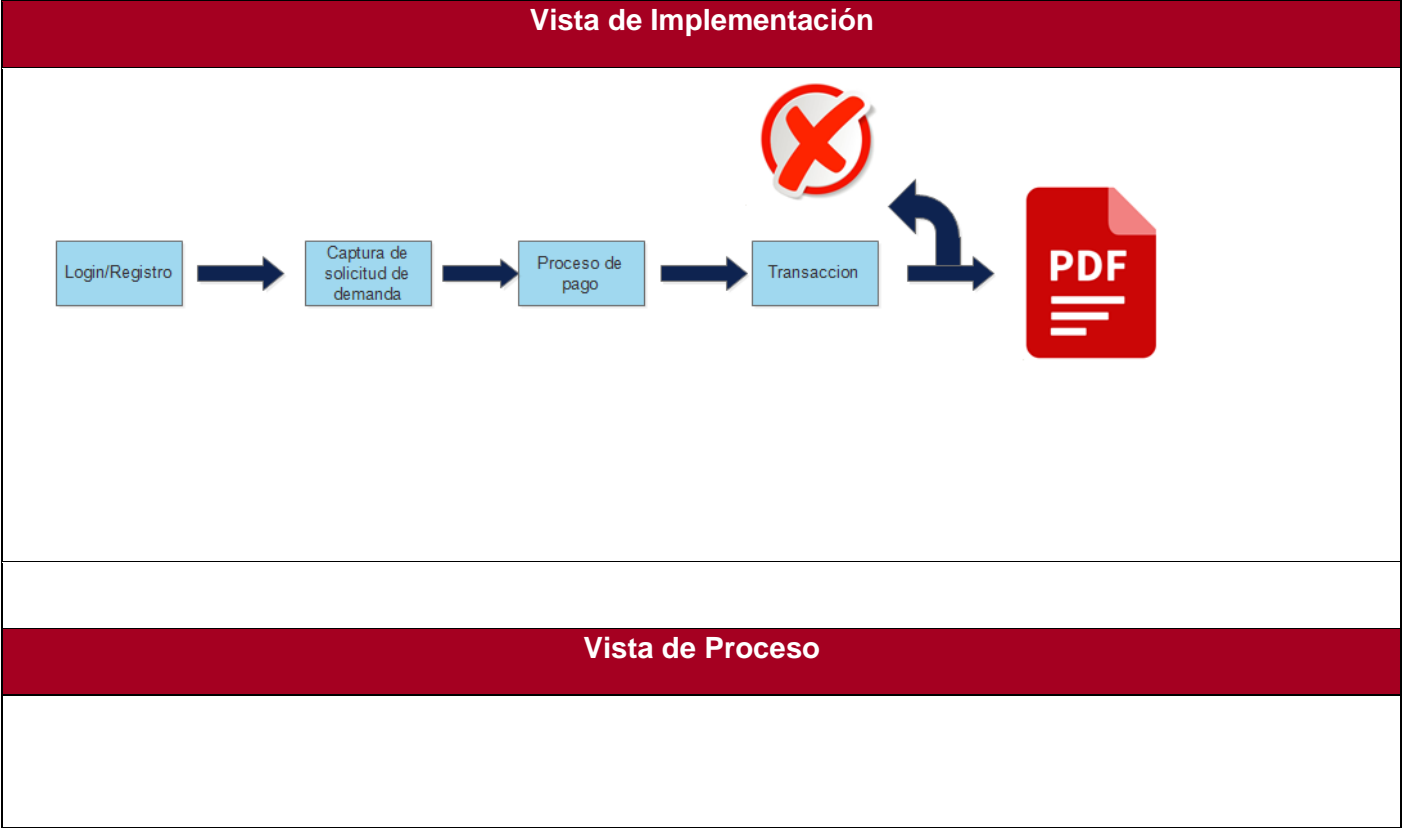 Vista de Implementación
Login/Registro
Captura de
solicitud de
demanda
Proceso de
pago
Transaccion
PDF
Vista de Proceso